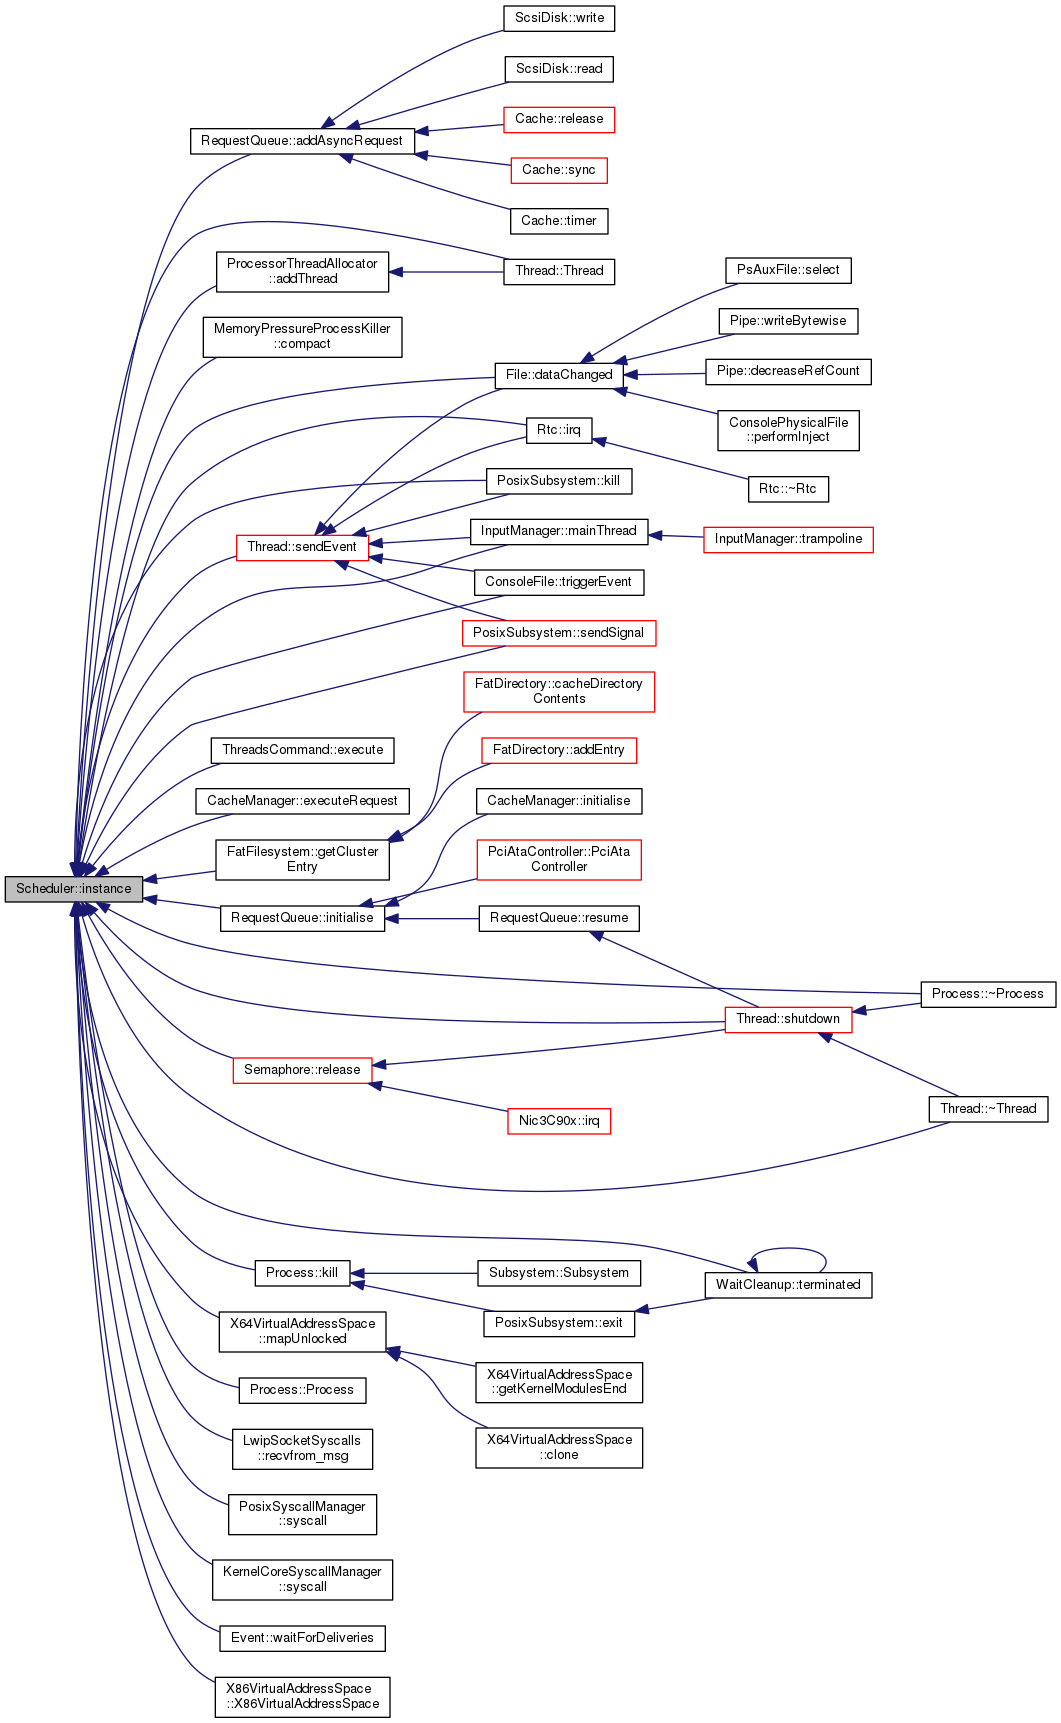 ScsiDisk::write
ScsiDisk::read
Cache::release
RequestQueue::addAsyncRequest
Cache::sync
Cache::timer
ProcessorThreadAllocator
::addThread
Thread::Thread
PsAuxFile::select
MemoryPressureProcessKiller
::compact
Pipe::writeBytewise
File::dataChanged
Pipe::decreaseRefCount
ConsolePhysicalFile
::performInject
Rtc::irq
PosixSubsystem::kill
Rtc::~Rtc
InputManager::mainThread
InputManager::trampoline
Thread::sendEvent
ConsoleFile::triggerEvent
PosixSubsystem::sendSignal
FatDirectory::cacheDirectory
Contents
ThreadsCommand::execute
FatDirectory::addEntry
CacheManager::executeRequest
CacheManager::initialise
FatFilesystem::getCluster
Entry
PciAtaController::PciAta
Controller
Scheduler::instance
RequestQueue::initialise
RequestQueue::resume
Process::~Process
Thread::shutdown
Semaphore::release
Thread::~Thread
Nic3C90x::irq
Process::kill
Subsystem::Subsystem
WaitCleanup::terminated
PosixSubsystem::exit
X64VirtualAddressSpace
::mapUnlocked
X64VirtualAddressSpace
::getKernelModulesEnd
Process::Process
LwipSocketSyscalls
::recvfrom_msg
X64VirtualAddressSpace
::clone
PosixSyscallManager
::syscall
KernelCoreSyscallManager
::syscall
Event::waitForDeliveries
X86VirtualAddressSpace
::X86VirtualAddressSpace